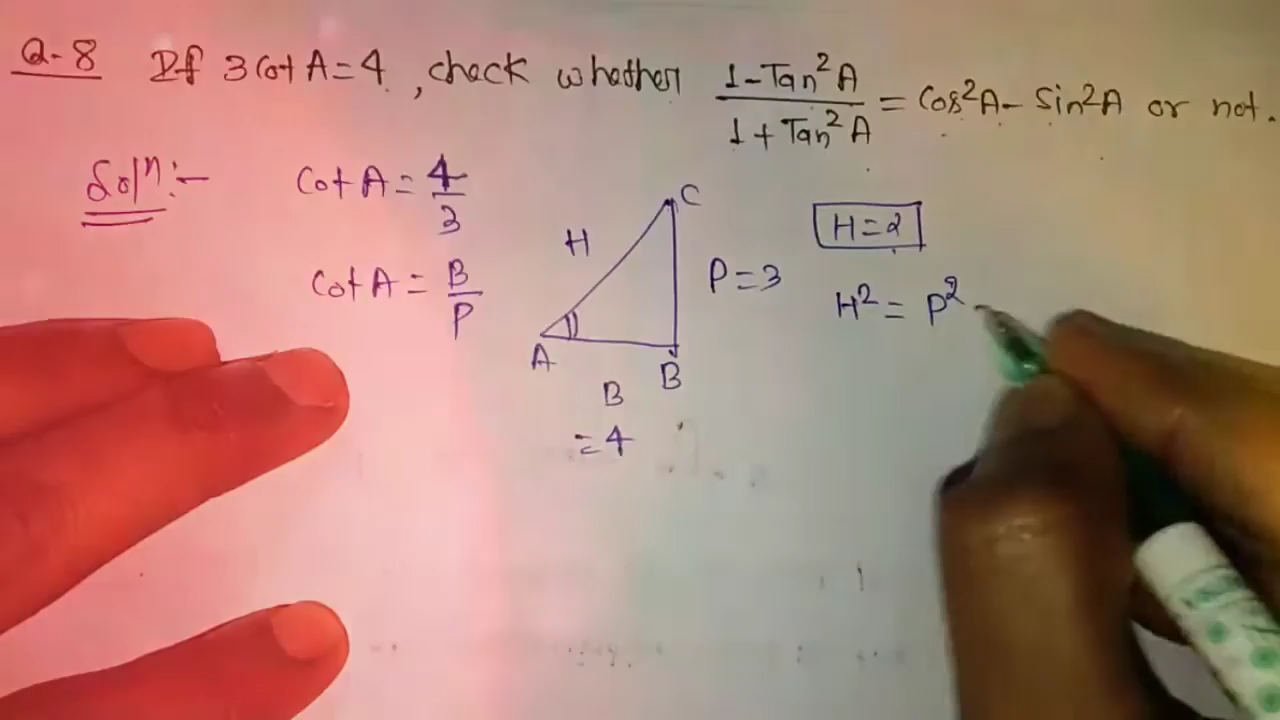 Q-8 If 3 Cot A = 4, check whether (1 - Tan²A)/(1 + Tan²A) = Cos²A - Sin²A or not.
Solⁿ:-
Cot A = 4/3
Cot A = B/P
C
H
P = 3
A
B
B
= 4
H = 2
H² = P²